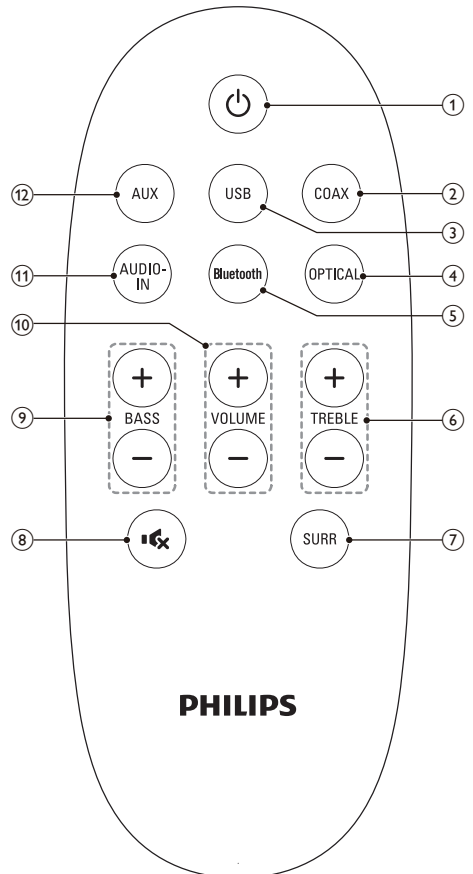 ①
⑫ AUX USB COAX ②
③
⑪ AUDIO-
IN Bluetooth OPTICAL ④
⑤
⑩
+ + +
⑨ BASS VOLUME TREBLE ⑥
− − −
⑧ SURR ⑦
PHILIPS